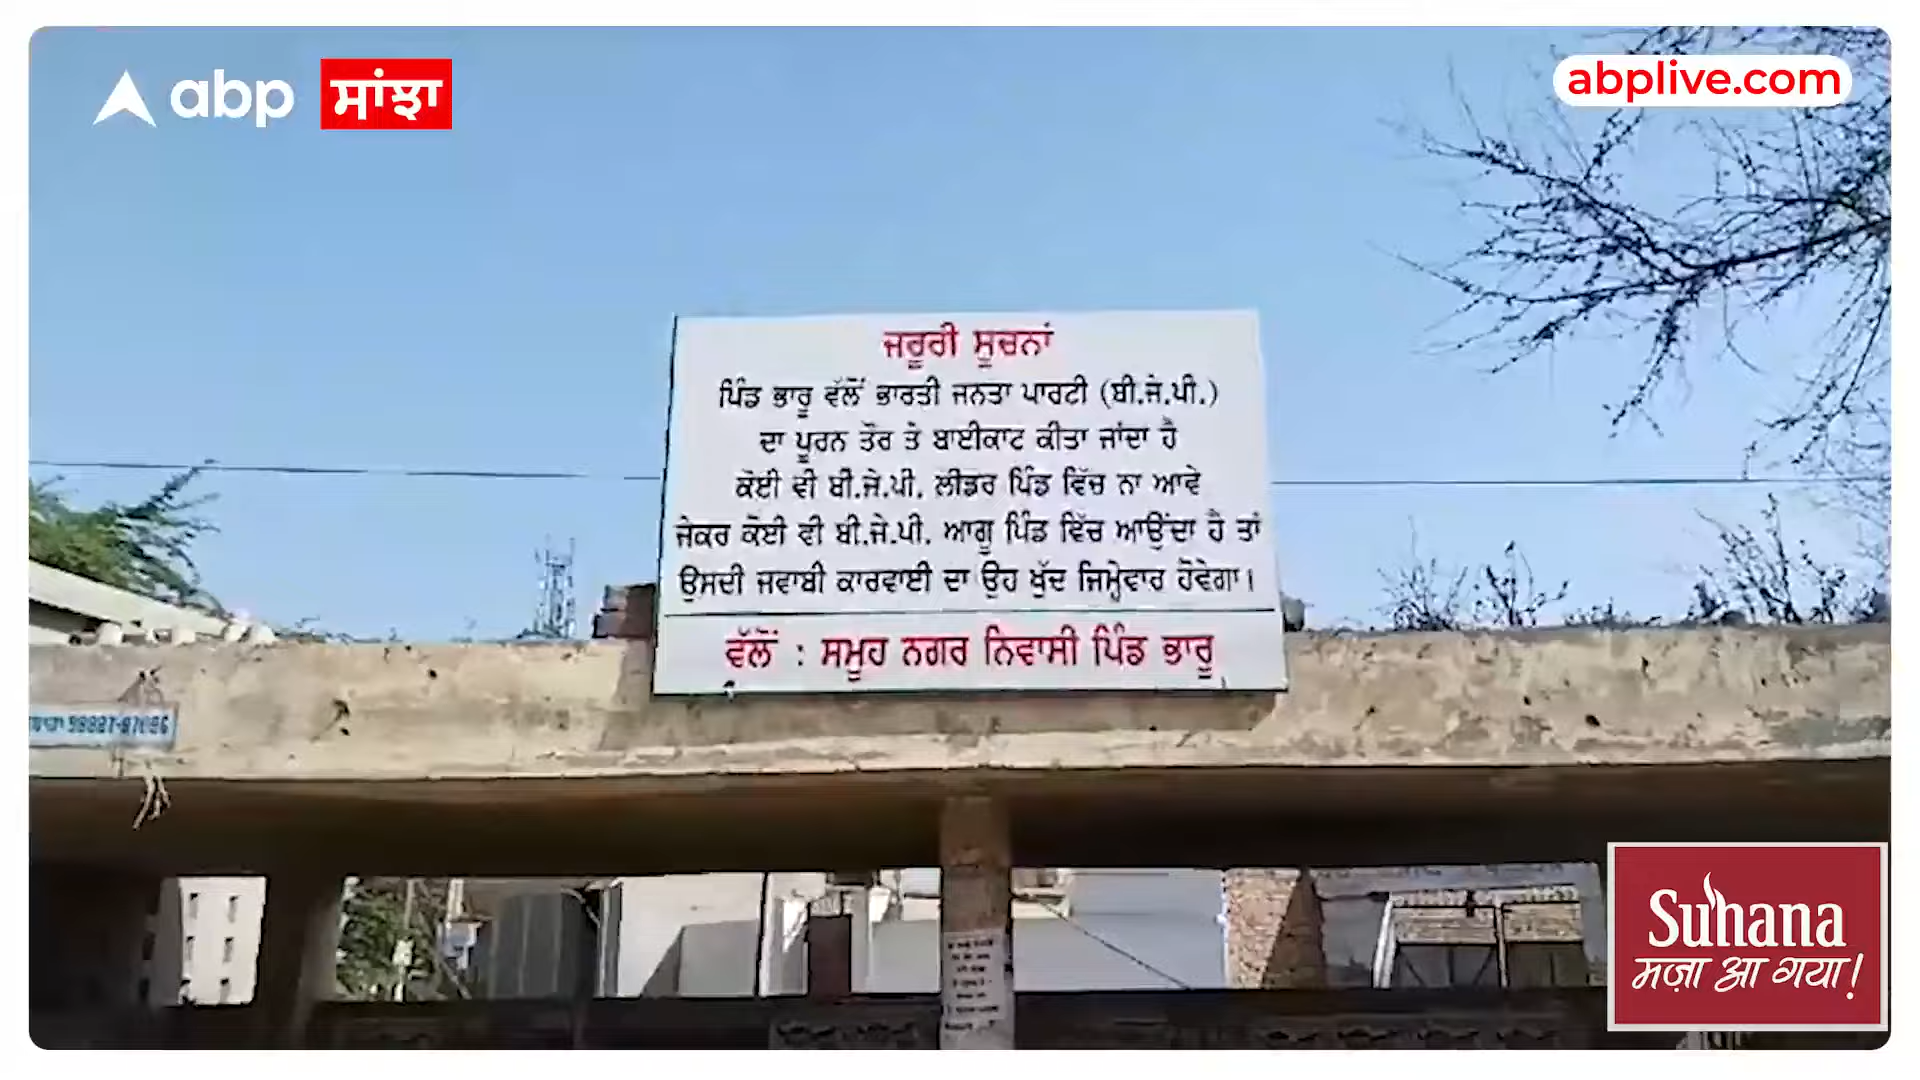 abp ਸਾਂਝਾ
abplive.com
ਜਰੂਰੀ ਸੂਚਨਾਂ
ਪਿੰਡ ਭਾਰੂ ਵੱਲੋਂ ਭਾਰਤੀ ਜਨਤਾ ਪਾਰਟੀ (ਬੀ.ਜੇ.ਪੀ.)
ਦਾ ਪੂਰਨ ਤੌਰ ਤੇ ਬਾਈਕਾਟ ਕੀਤਾ ਜਾਂਦਾ ਹੈ
ਕੋਈ ਵੀ ਬੀ.ਜੇ.ਪੀ. ਲੀਡਰ ਪਿੰਡ ਵਿੱਚ ਨਾ ਆਵੇ
ਜੇਕਰ ਕੋਈ ਵੀ ਬੀ.ਜੇ.ਪੀ. ਆਗੂ ਪਿੰਡ ਵਿੱਚ ਆਉਂਦਾ ਹੈ ਤਾਂ
ਉਸਦੀ ਜਵਾਬੀ ਕਾਰਵਾਈ ਦਾ ਉਹ ਖੁੱਦ ਜਿਮ੍ਹੇਵਾਰ ਹੋਵੇਗਾ।
ਵੱਲੋਂ : ਸਮੂਹ ਨਗਰ ਨਿਵਾਸੀ ਪਿੰਡ ਭਾਰੂ
Suhana
मज़ा आ गया!